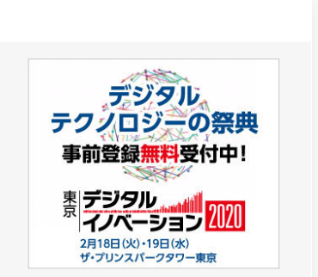 デジタル
テクノロジーの祭典
事前登録無料受付中!
東京
デジタル
イノベーション 2020
2月18日(火)・19日(水)
ザ・プリンスパークタワー東京